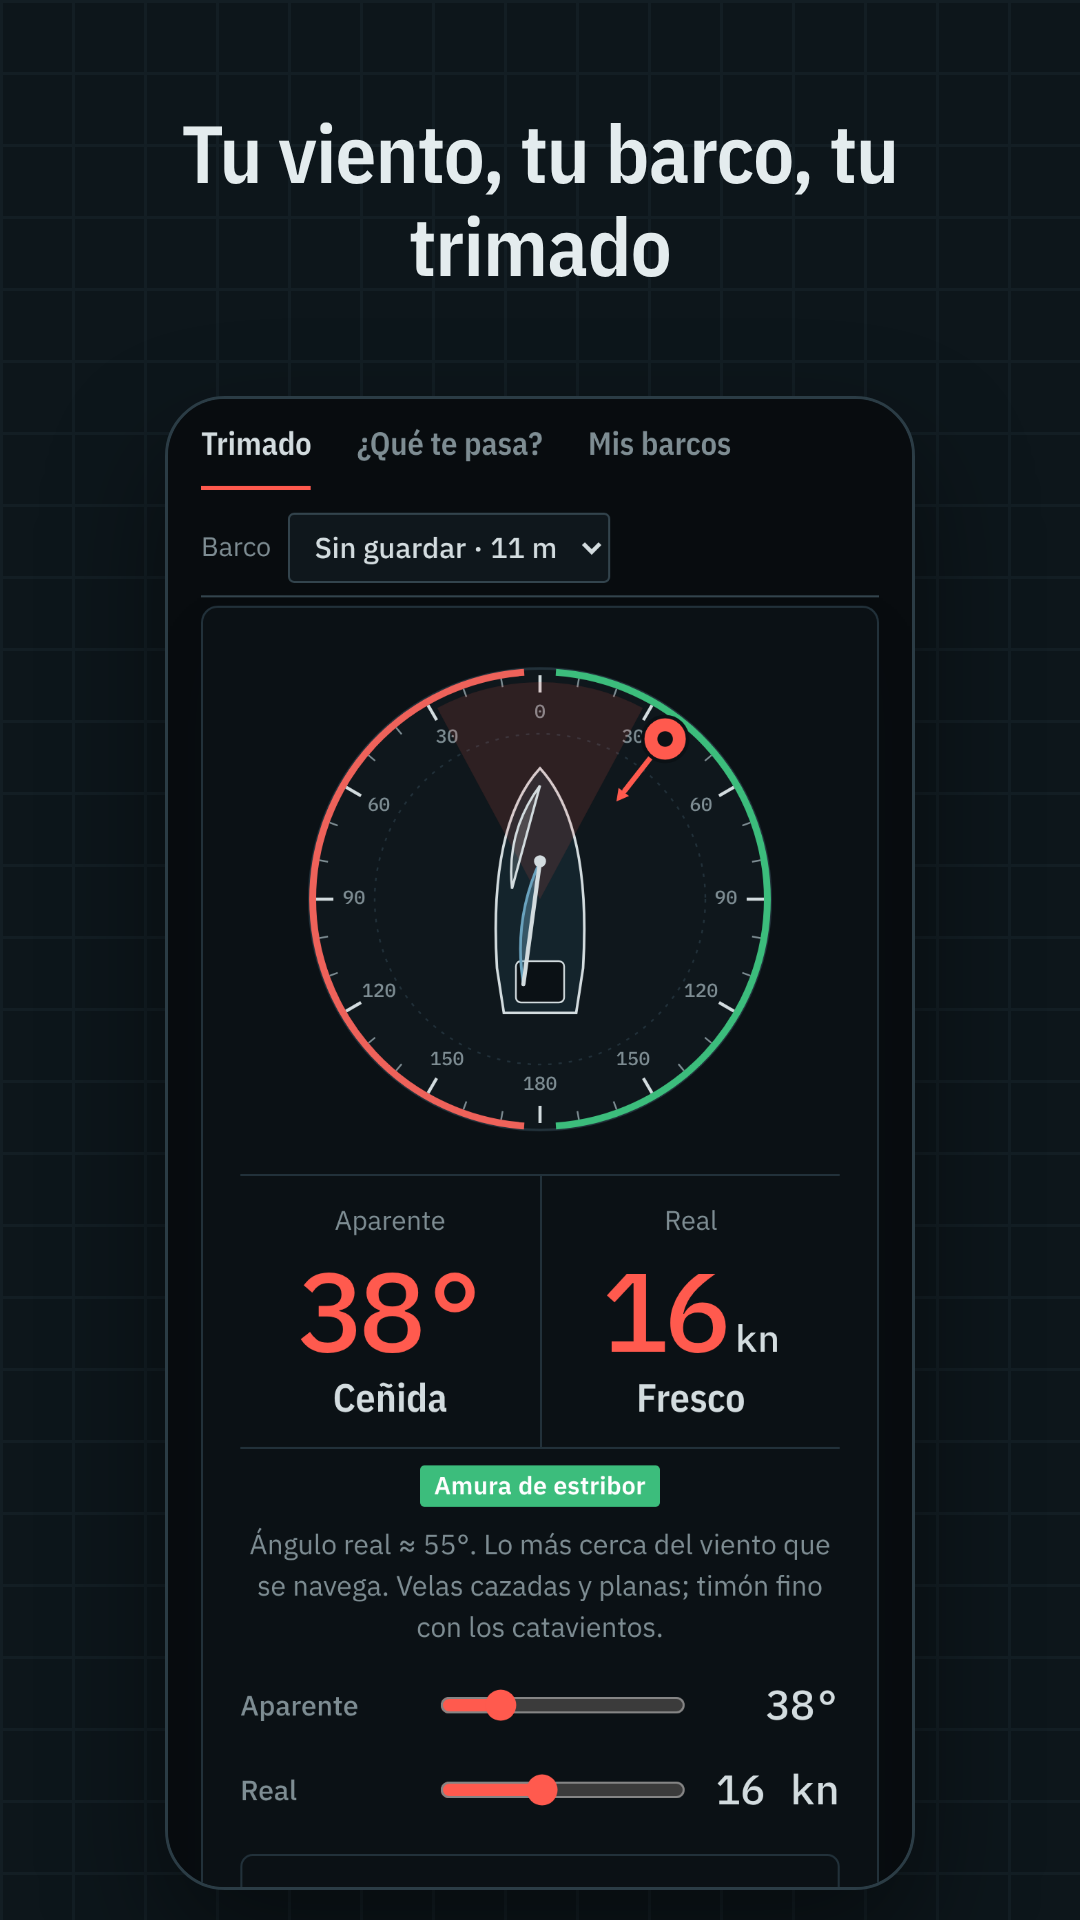 Tu viento, tu barco, tu
trimado
Trimado ¿Qué te pasa? Mis barcos
Barco Sin guardar · 11 m
0
30 30
60 60
90 90
120 120
150 150
180
Aparente Real
38° 16 kn
Ceñida Fresco
Amura de estribor
Ángulo real ≈ 55°. Lo más cerca del viento que
se navega. Velas cazadas y planas; timón fino
con los catavientos.
Aparente 38°
Real 16 kn